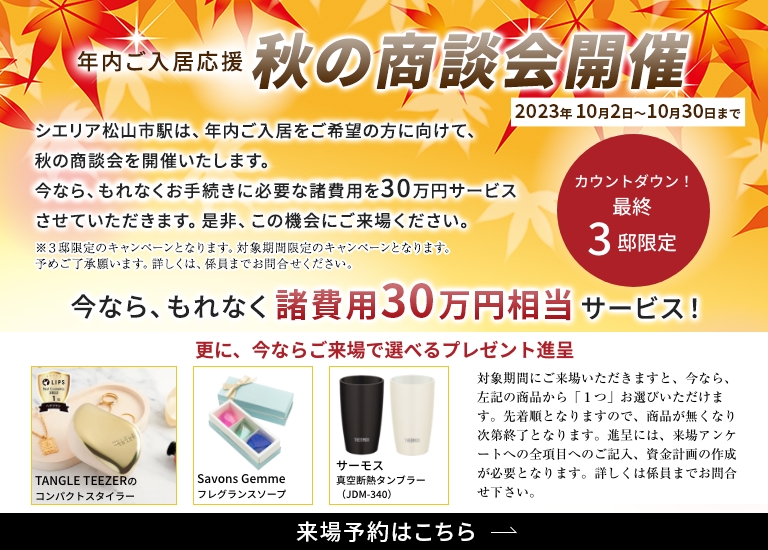 年内ご入居応援 秋の商談会開催
2023年 10月2日～10月30日まで
シエリア松山市駅は、年内ご入居をご希望の方に向けて、
秋の商談会を開催いたします。
今なら、もれなくお手続きに必要な諸費用を30万円サービス
させていただきます。是非、この機会にご来場ください。
※3邸限定のキャンペーンとなります。対象期間限定のキャンペーンとなります。
予めご了承願います。詳しくは、係員までお問合せください。
カウントダウン！
最終
3邸限定
今なら、もれなく 諸費用30万円相当 サービス！
更に、今ならご来場で選べるプレゼント進呈
LIPS
TANGLE TEEZERの
コンパクトスタイラー
Savons Gemme
フレグランスソープ
THERMOS
THERMOS
サーモス
真空断熱タンブラー
（JDM-340）
対象期間にご来場いただきますと、今なら、
左記の商品から「１つ」お選びいただけま
す。先着順となりますので、商品が無くなり
次第終了となります。進呈には、来場アンケ
ートへの全項目へのご記入、資金計画の作成
が必要となります。詳しくは係員までお問合
せ下さい。
来場予約はこちら